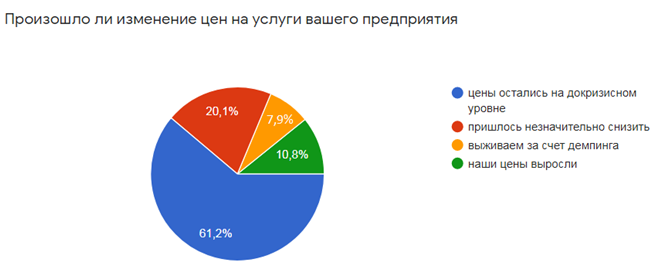 Произошло ли изменение цен на услуги вашего предприятия
20,1%
7,9%
10,8%
61,2%
цены остались на докризисном
уровне
пришлось незначительно снизить
выживаем за счет демпинга
наши цены выросли